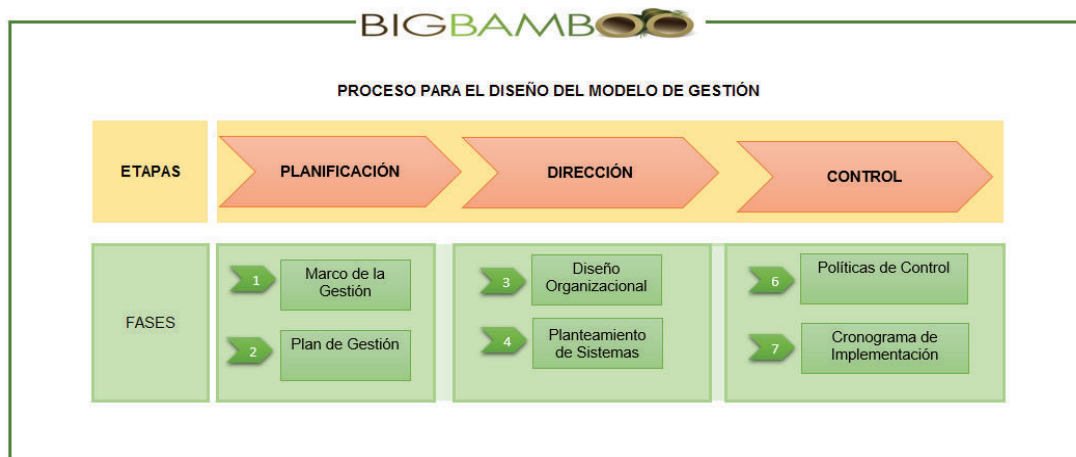 BIGBAMBOO
PROCESO PARA EL DISEÑO DEL MODELO DE GESTIÓN
ETAPAS
PLANIFICACIÓN
DIRECCIÓN
CONTROL
FASES
1
Marco de la
Gestión
2
Plan de Gestión
3
Diseño
Organizacional
4
Planteamiento
de Sistemas
6
Políticas de Control
7
Cronograma de
Implementación